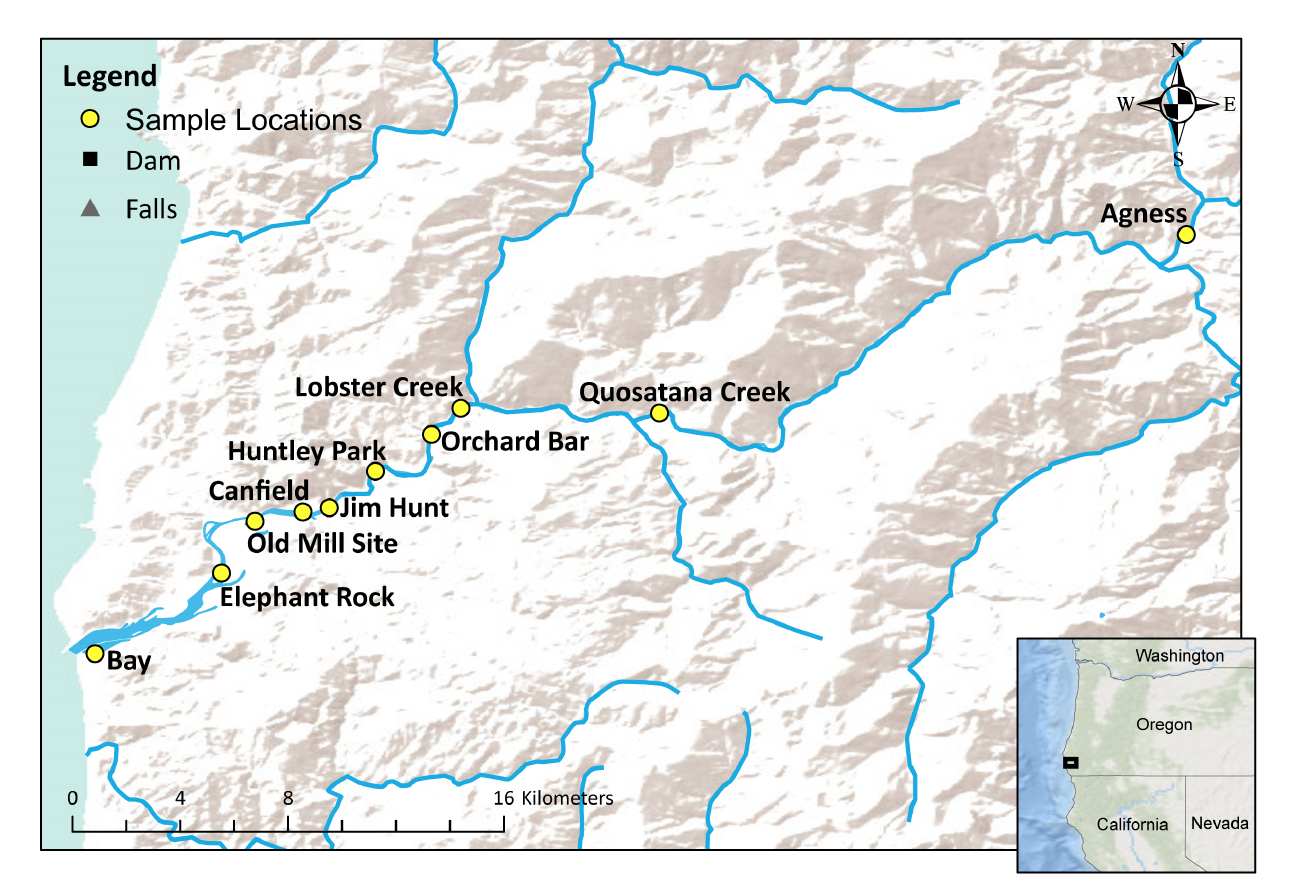 Legend
Sample Locations
Dam
Falls
N
W
E
S
Agness
Lobster Creek
Quosatana Creek
Orchard Bar
Huntley Park
Canfield
Jim Hunt
Old Mill Site
Elephant Rock
Bay
0 4 8 16 Kilometers
Washington
Oregon
California
Nevada